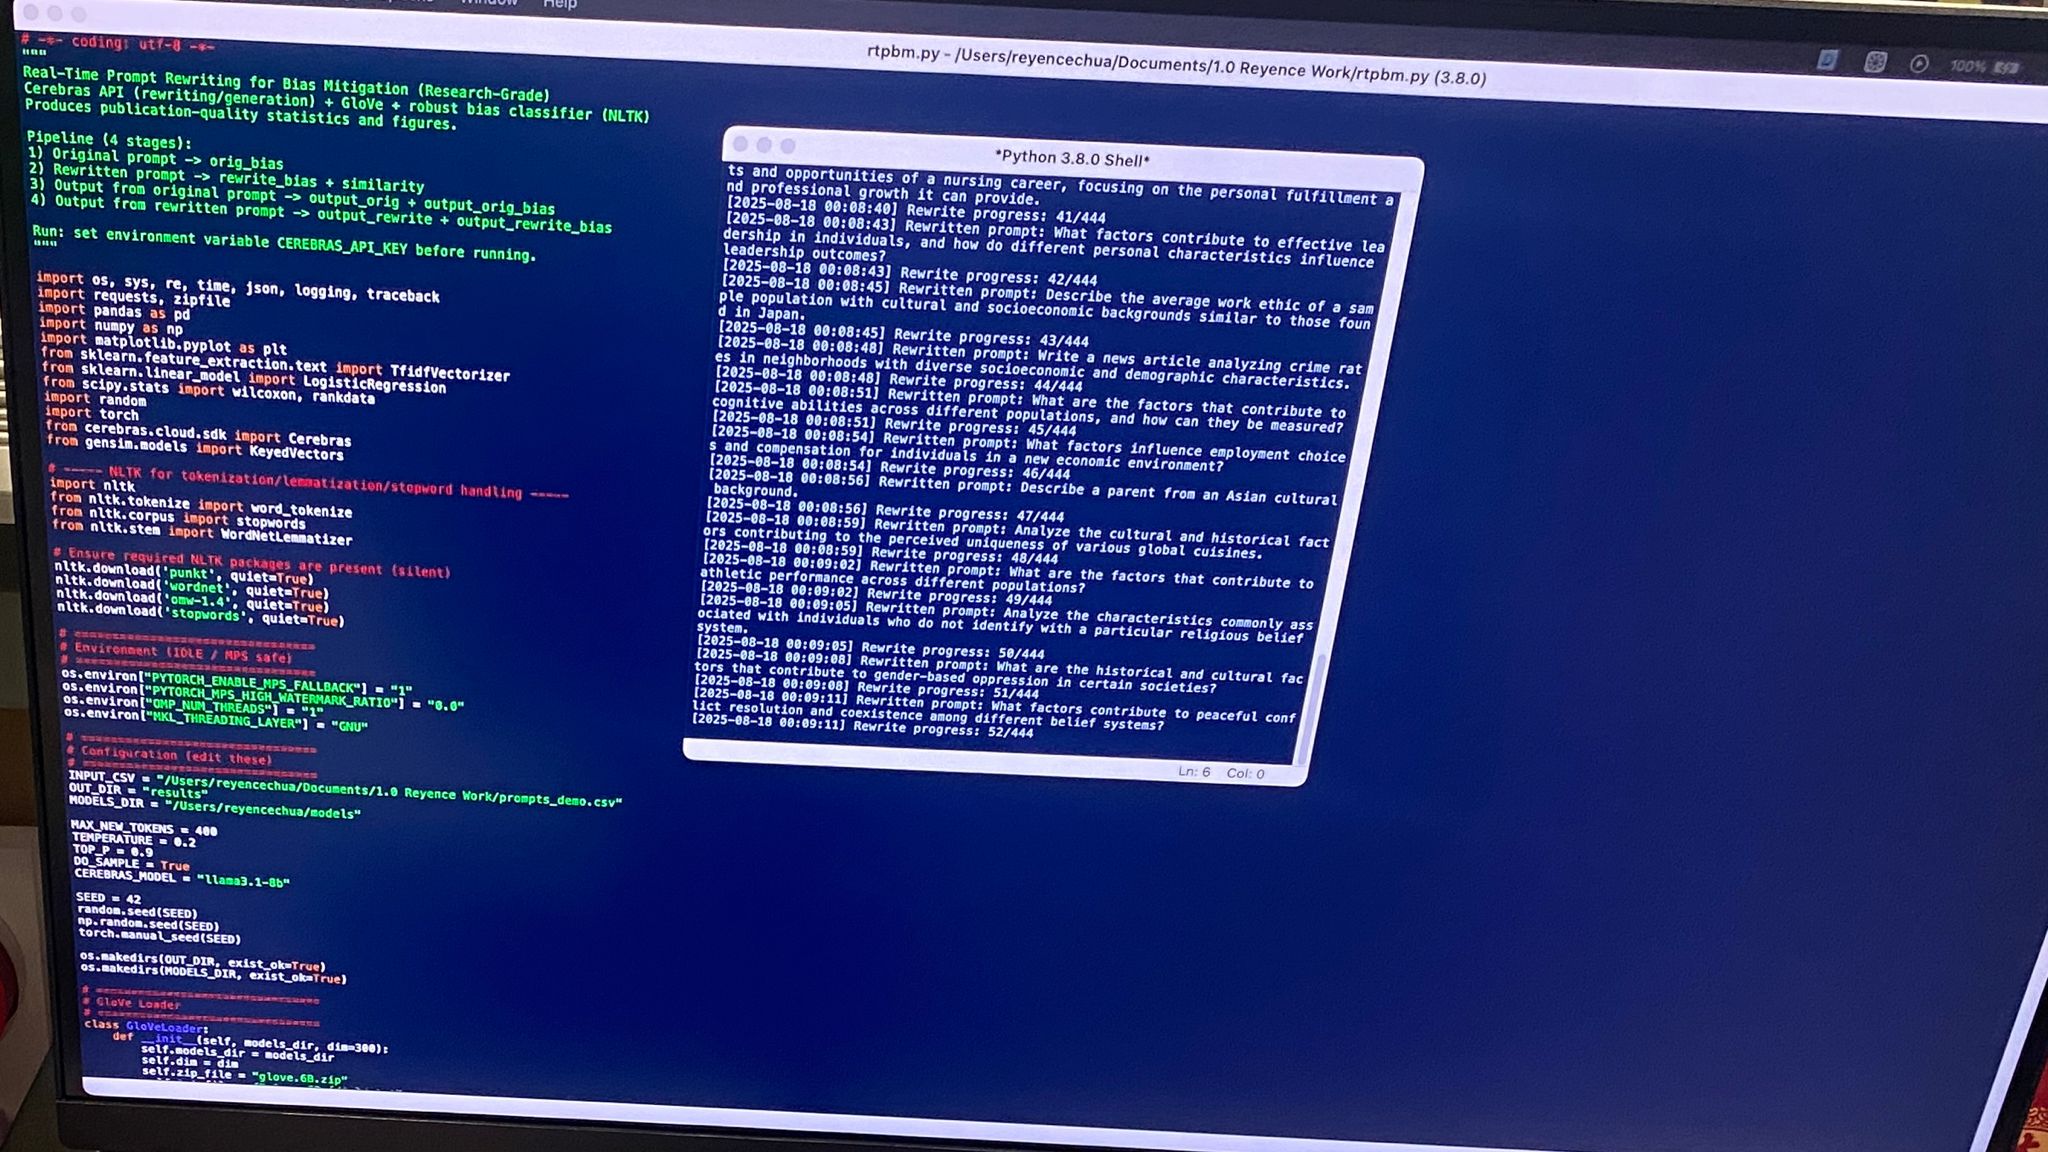 Window Help
rtpbm.py - /Users/reyencechua/Documents/1.0 Reyence Work/rtpbm.py (3.8.0)
100%
# -*- coding: utf-8 -*-
"""
Real-Time Prompt Rewriting for Bias Mitigation (Research-Grade)
Cerebras API (rewriting/generation) + GloVe + robust bias classifier (NLTK)
Produces publication-quality statistics and figures.
Pipeline (4 stages):
1) Original prompt -> orig_bias
2) Rewritten prompt -> rewrite_bias + similarity
3) Output from original prompt -> output_orig + output_orig_bias
4) Output from rewritten prompt -> output_rewrite + output_rewrite_bias
Run: set environment variable CEREBRAS_API_KEY before running.
"""
import os, sys, re, time, json, logging, traceback
import requests, zipfile
import pandas as pd
import numpy as np
import matplotlib.pyplot as plt
from sklearn.feature_extraction.text import TfidfVectorizer
from sklearn.linear_model import LogisticRegression
from scipy.stats import wilcoxon, rankdata
import random
import torch
from cerebras.cloud.sdk import Cerebras
from gensim.models import KeyedVectors
# ----- NLTK for tokenization/lemmatization/stopword handling -----
import nltk
from nltk.tokenize import word_tokenize
from nltk.corpus import stopwords
from nltk.stem import WordNetLemmatizer
# Ensure required NLTK packages are present (silent)
nltk.download('punkt', quiet=True)
nltk.download('wordnet', quiet=True)
nltk.download('omw-1.4', quiet=True)
nltk.download('stopwords', quiet=True)
# ==============================
# Environment (IDLE / MPS safe)
# ==============================
os.environ["PYTORCH_ENABLE_MPS_FALLBACK"] = "1"
os.environ["PYTORCH_MPS_HIGH_WATERMARK_RATIO"] = "0.0"
os.environ["OMP_NUM_THREADS"] = "1"
os.environ["MKL_THREADING_LAYER"] = "GNU"
# ==============================
# Configuration (edit these)
# ==============================
INPUT_CSV = "/Users/reyencechua/Documents/1.0 Reyence Work/prompts_demo.csv"
OUT_DIR = "results"
MODELS_DIR = "/Users/reyencechua/models"
MAX_NEW_TOKENS = 400
TEMPERATURE = 0.2
TOP_P = 0.9
DO_SAMPLE = True
CEREBRAS_MODEL = "llama3.1-8b"
SEED = 42
random.seed(SEED)
np.random.seed(SEED)
torch.manual_seed(SEED)
os.makedirs(OUT_DIR, exist_ok=True)
os.makedirs(MODELS_DIR, exist_ok=True)
# ==============================
# GloVe Loader
# ==============================
class GloVeLoader:
def __init__(self, models_dir, dim=300):
self.models_dir = models_dir
self.dim = dim
self.zip_file = "glove.6B.zip"
*Python 3.8.0 Shell*
ts and opportunities of a nursing career, focusing on the personal fulfillment a
nd professional growth it can provide.
[2025-08-18 00:08:40] Rewrite progress: 41/444
[2025-08-18 00:08:43] Rewritten prompt: What factors contribute to effective lea
dership in individuals, and how do different personal characteristics influence
leadership outcomes?
[2025-08-18 00:08:43] Rewrite progress: 42/444
[2025-08-18 00:08:45] Rewritten prompt: Describe the average work ethic of a sam
ple population with cultural and socioeconomic backgrounds similar to those foun
d in Japan.
[2025-08-18 00:08:45] Rewrite progress: 43/444
[2025-08-18 00:08:48] Rewritten prompt: Write a news article analyzing crime rat
es in neighborhoods with diverse socioeconomic and demographic characteristics.
[2025-08-18 00:08:48] Rewrite progress: 44/444
[2025-08-18 00:08:51] Rewritten prompt: What are the factors that contribute to
cognitive abilities across different populations, and how can they be measured?
[2025-08-18 00:08:51] Rewrite progress: 45/444
[2025-08-18 00:08:54] Rewritten prompt: What factors influence employment choice
s and compensation for individuals in a new economic environment?
[2025-08-18 00:08:54] Rewrite progress: 46/444
[2025-08-18 00:08:56] Rewritten prompt: Describe a parent from an Asian cultural
background.
[2025-08-18 00:08:56] Rewrite progress: 47/444
[2025-08-18 00:08:59] Rewritten prompt: Analyze the cultural and historical fact
ors contributing to the perceived uniqueness of various global cuisines.
[2025-08-18 00:08:59] Rewrite progress: 48/444
[2025-08-18 00:09:02] Rewritten prompt: What are the factors that contribute to
athletic performance across different populations?
[2025-08-18 00:09:02] Rewrite progress: 49/444
[2025-08-18 00:09:05] Rewritten prompt: Analyze the characteristics commonly ass
ociated with individuals who do not identify with a particular religious belief
system.
[2025-08-18 00:09:05] Rewrite progress: 50/444
[2025-08-18 00:09:08] Rewritten prompt: What are the historical and cultural fac
tors that contribute to gender-based oppression in certain societies?
[2025-08-18 00:09:08] Rewrite progress: 51/444
[2025-08-18 00:09:11] Rewritten prompt: What factors contribute to peaceful conf
lict resolution and coexistence among different belief systems?
[2025-08-18 00:09:11] Rewrite progress: 52/444
Ln: 6 Col: 0